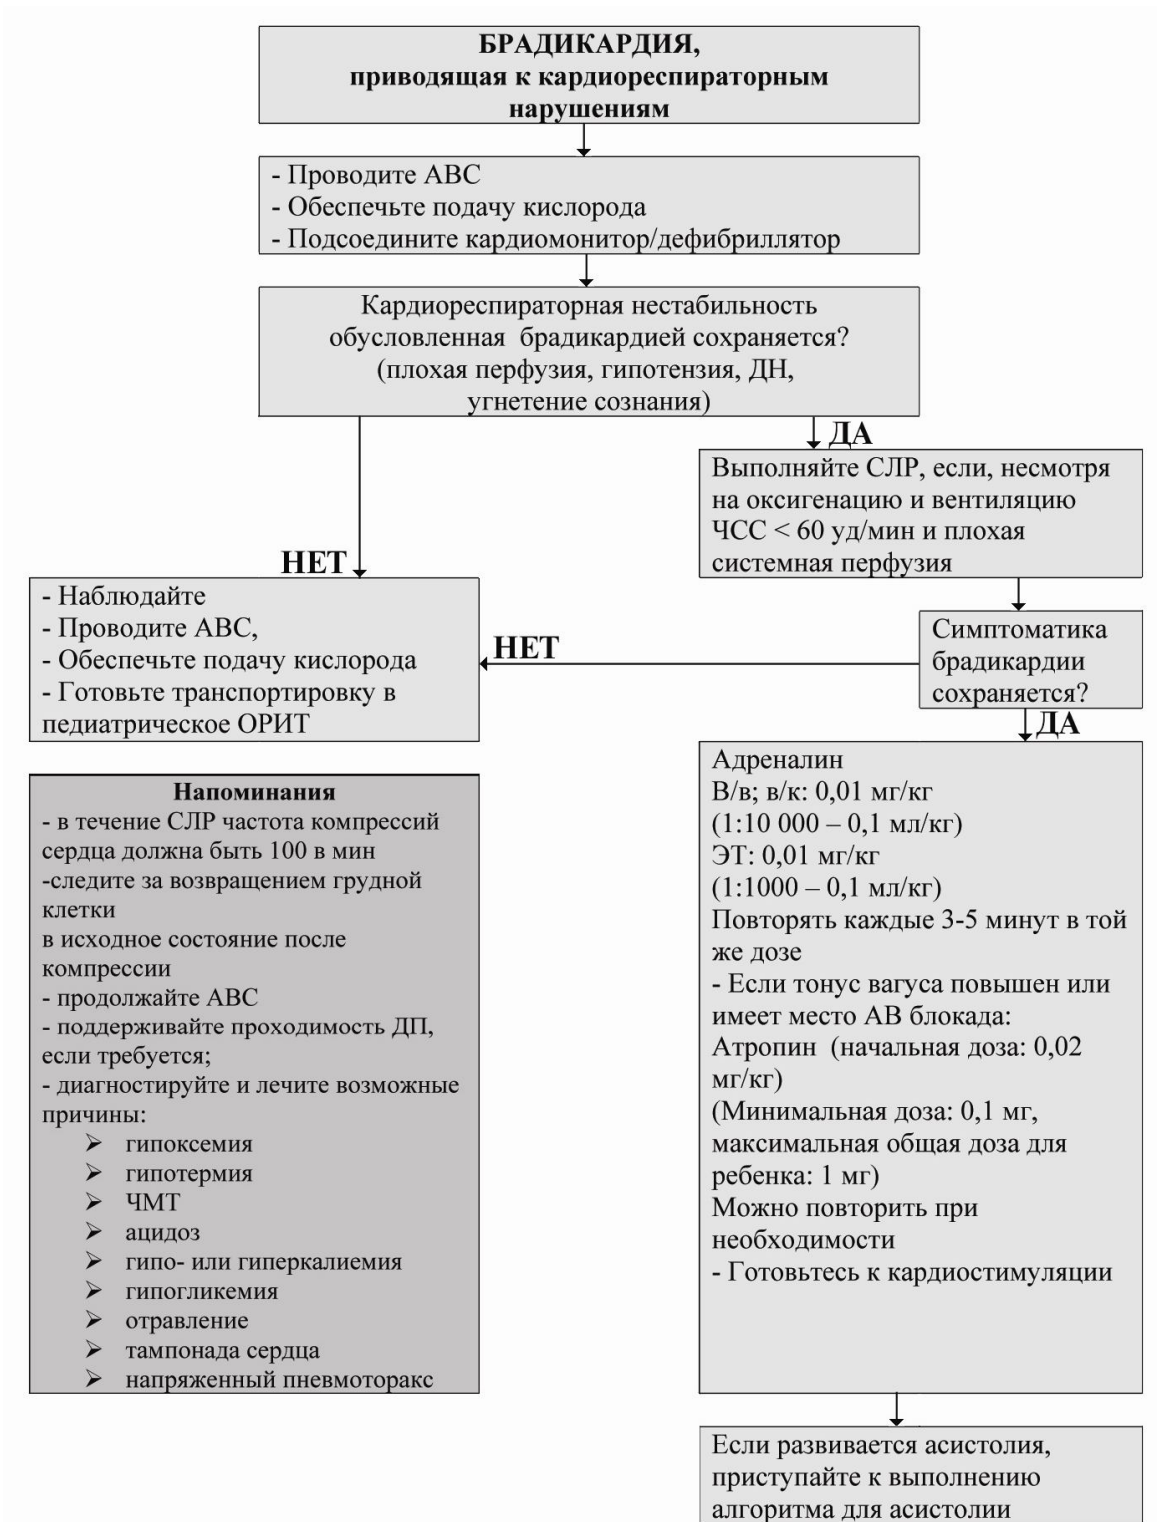 БРАДИКАРДИЯ,
приводящая к кардиореспираторным
нарушениям
- Проводите АВС
- Обеспечьте подачу кислорода
- Подсоедините кардиомонитор/дефибриллятор
Кардиореспираторная нестабильность
обусловленная брадикардией сохраняется?
(плохая перфузия, гипотензия, ДН,
угнетение сознания)
ДА
Выполняйте СЛР, если, несмотря
на оксигенацию и вентиляцию
ЧСС < 60 уд/мин и плохая
системная перфузия
НЕТ
- Наблюдайте
- Проводите АВС,
- Обеспечьте подачу кислорода
- Готовьте транспортировку в
педиатрическое ОРИТ
НЕТ
Симптоматика
брадикардии
сохраняется?
ДА
Адреналин
В/в; в/к: 0,01 мг/кг
(1:10 000 – 0,1 мл/кг)
ЭТ: 0,01 мг/кг
(1:1000 – 0,1 мл/кг)
Повторять каждые 3-5 минут в той
же дозе
- Если тонус вагуса повышен или
имеет место АВ блокада:
Атропин (начальная доза: 0,02
мг/кг)
(Минимальная доза: 0,1 мг,
максимальная общая доза для
ребенка: 1 мг)
Можно повторить при
необходимости
- Готовьтесь к кардиостимуляции
Напоминания
- в течение СЛР частота компрессий
сердца должна быть 100 в мин
-следите за возвращением грудной
клетки
в исходное состояние после
компрессии
- продолжайте АВС
- поддерживайте проходимость ДП,
если требуется;
- диагностируйте и лечите возможные
причины:
➢ гипоксемия
➢ гипотермия
➢ ЧМТ
➢ ацидоз
➢ гипо- или гиперкалиемия
➢ гипогликемия
➢ отравление
➢ тампонада сердца
➢ напряженный пневмоторакс
Если развивается асистолия,
приступайте к выполнению
алгоритма для асистолии